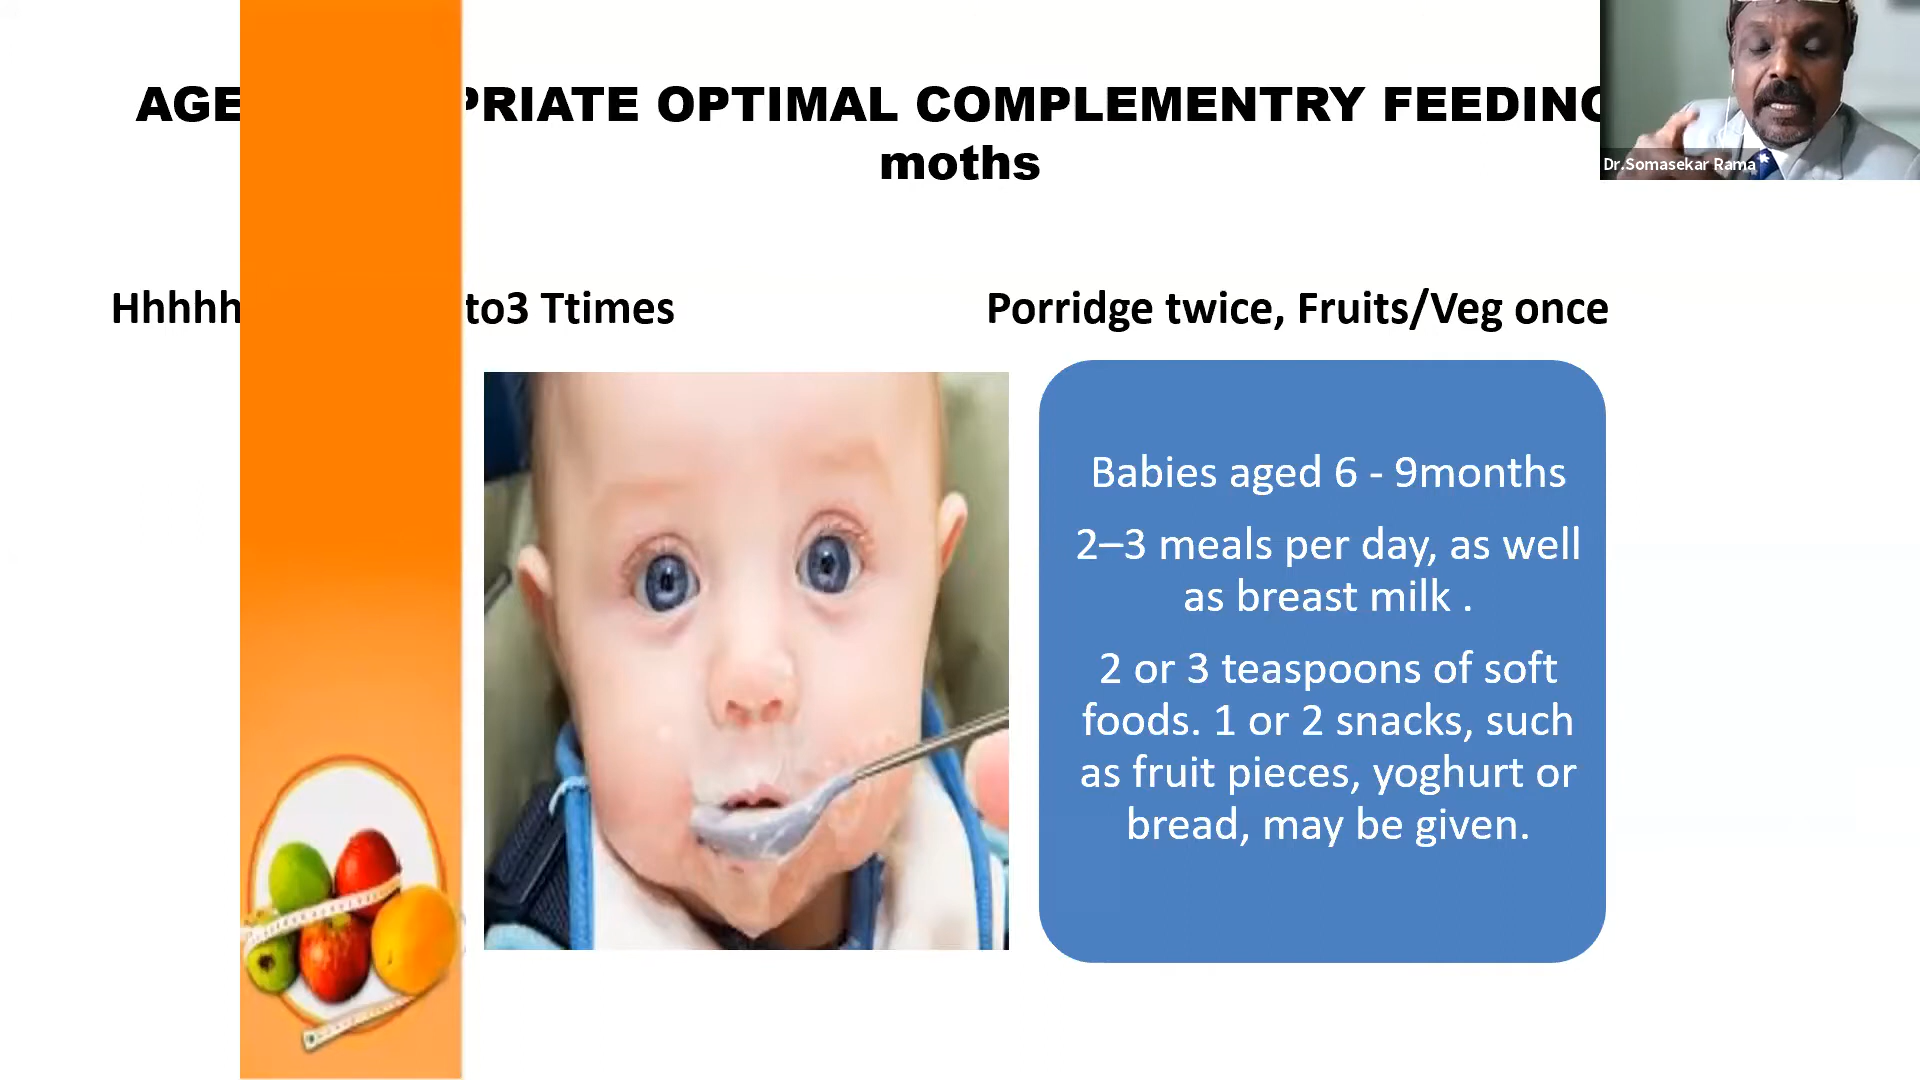 AGE PRIATE OPTIMAL COMPLEMENTRY FEEDING
moths
Dr.Somasekar Rama
Hhhhh to3 Ttimes
Porridge twice, Fruits/Veg once
Babies aged 6 - 9months
2–3 meals per day, as well
as breast milk .
2 or 3 teaspoons of soft
foods. 1 or 2 snacks, such
as fruit pieces, yoghurt or
bread, may be given.